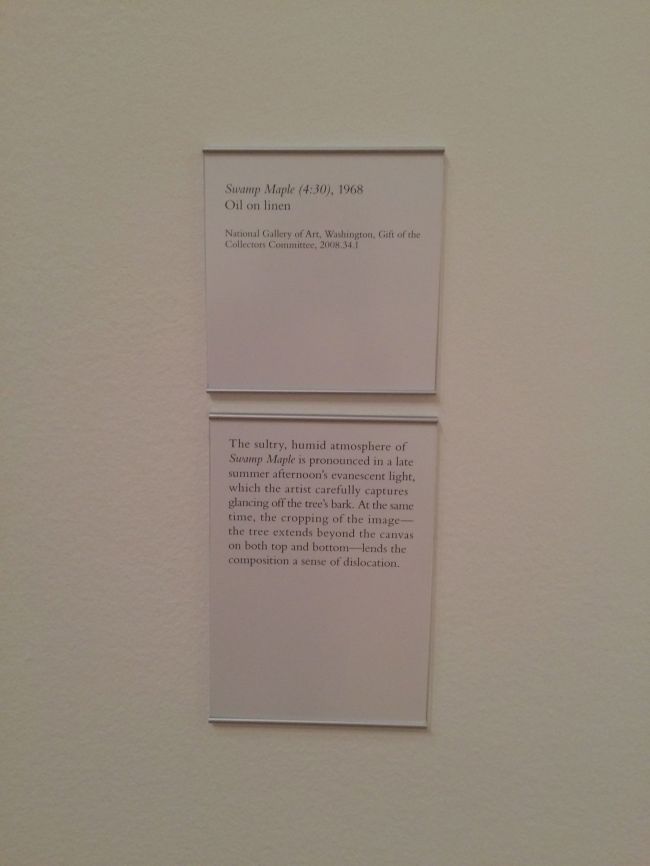 Swamp Maple (4:30), 1968
Oil on linen
National Gallery of Art, Washington, Gift of the
Collectors Committee, 2008.34.1
The sultry, humid atmosphere of
Swamp Maple is pronounced in a late
summer afternoon's evanescent light,
which the artist carefully captures
glancing off the tree's bark. At the same
time, the cropping of the image—
the tree extends beyond the canvas
on both top and bottom—lends the
composition a sense of dislocation.